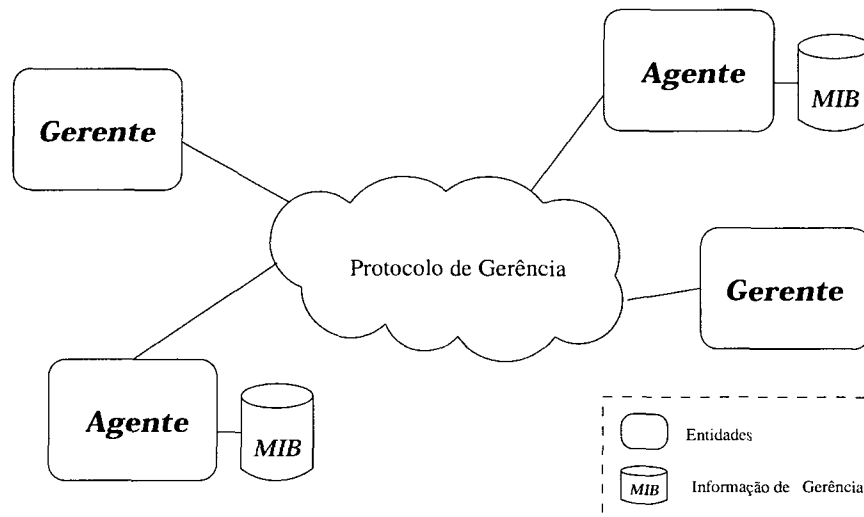 Agente
MIB
Gerente
Protocolo de Gerência
Gerente
Agente
MIB
Entidades
MIB Informação de Gerência